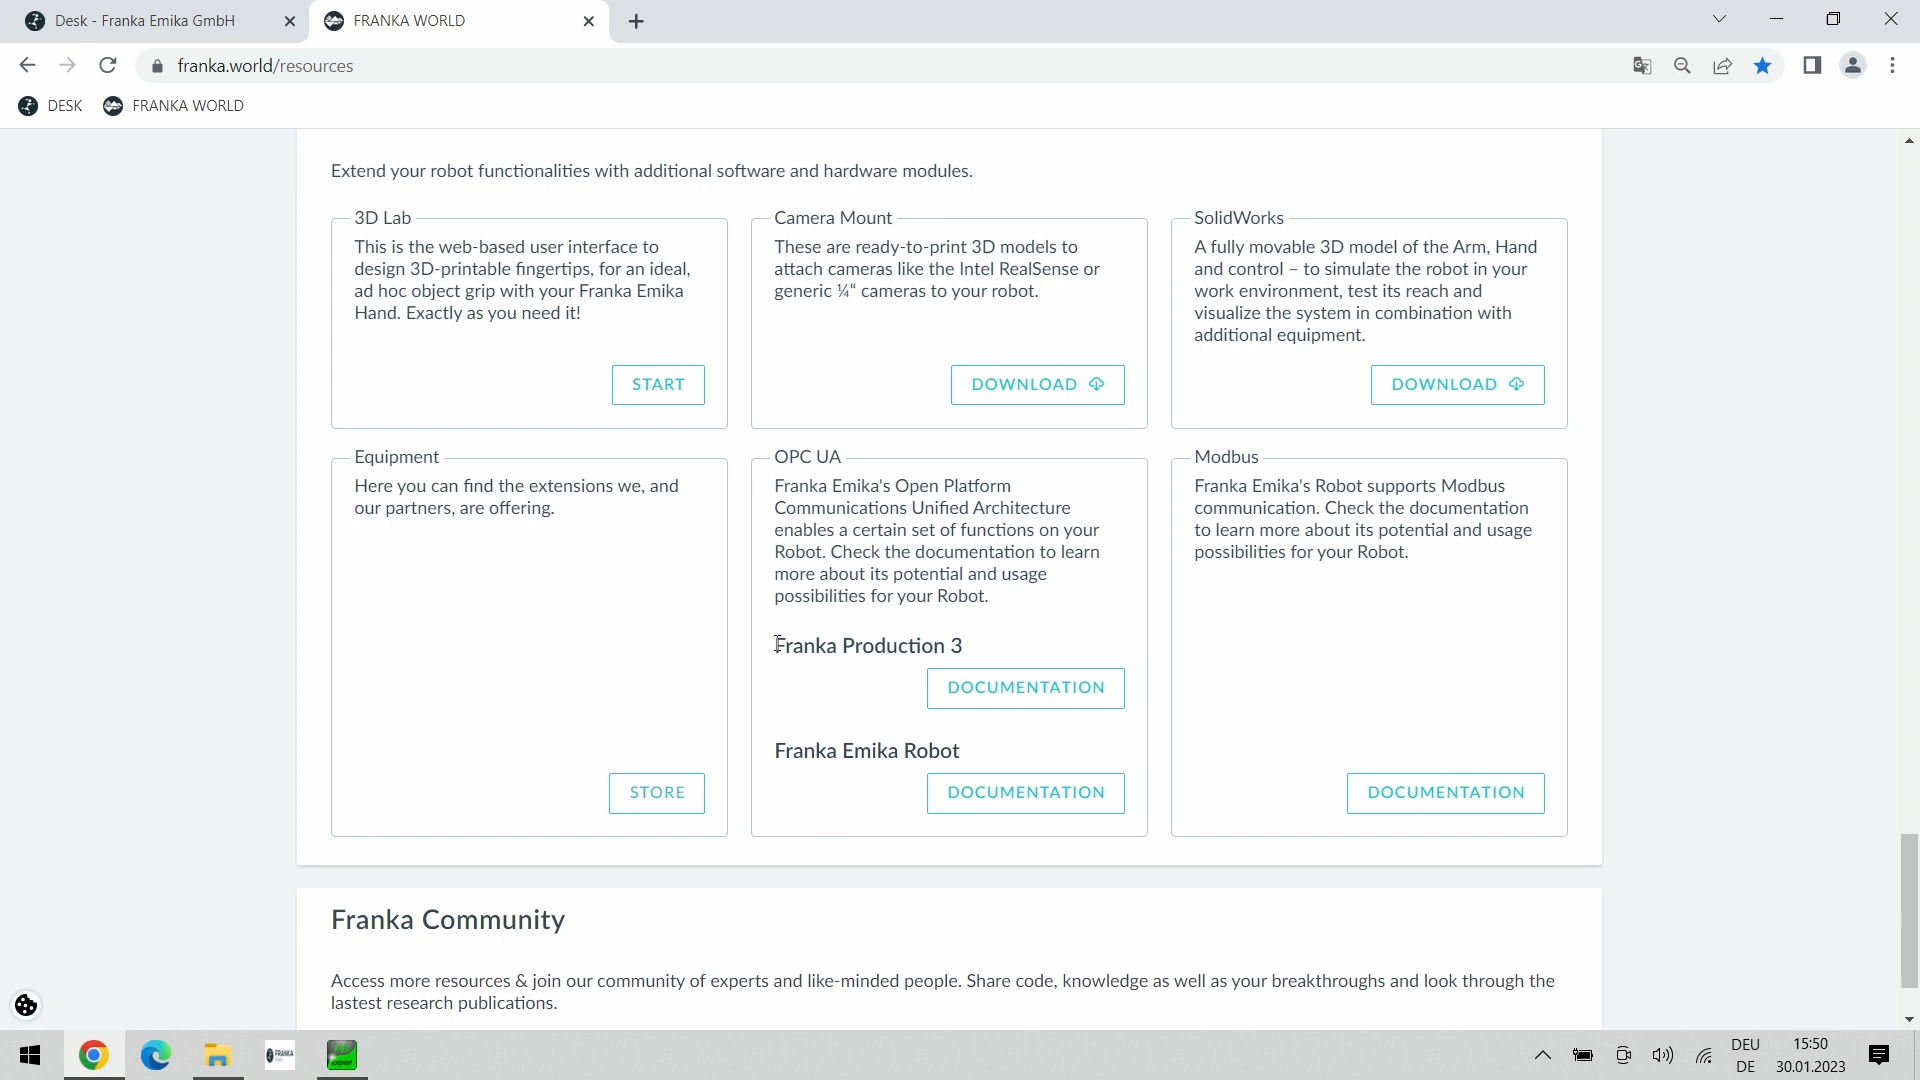 Desk - Franka Emika GmbH
FRANKA WORLD
franka.world/resources
DESK
FRANKA WORLD
Extend your robot functionalities with additional software and hardware modules.
3D Lab
This is the web-based user interface to
design 3D-printable fingertips, for an ideal,
ad hoc object grip with your Franka Emika
Hand. Exactly as you need it!
START
Camera Mount
These are ready-to-print 3D models to
attach cameras like the Intel RealSense or
generic ¼“ cameras to your robot.
DOWNLOAD
SolidWorks
A fully movable 3D model of the Arm, Hand
and control – to simulate the robot in your
work environment, test its reach and
visualize the system in combination with
additional equipment.
DOWNLOAD
Equipment
Here you can find the extensions we, and
our partners, are offering.
STORE
OPC UA
Franka Emika's Open Platform
Communications Unified Architecture
enables a certain set of functions on your
Robot. Check the documentation to learn
more about its potential and usage
possibilities for your Robot.
Franka Production 3
DOCUMENTATION
Franka Emika Robot
DOCUMENTATION
Modbus
Franka Emika's Robot supports Modbus
communication. Check the documentation
to learn more about its potential and usage
possibilities for your Robot.
DOCUMENTATION
Franka Community
Access more resources & join our community of experts and like-minded people. Share code, knowledge as well as your breakthroughs and look through the
lastest research publications.
FRANKA
expert
DEU
DE
15:50
30.01.2023